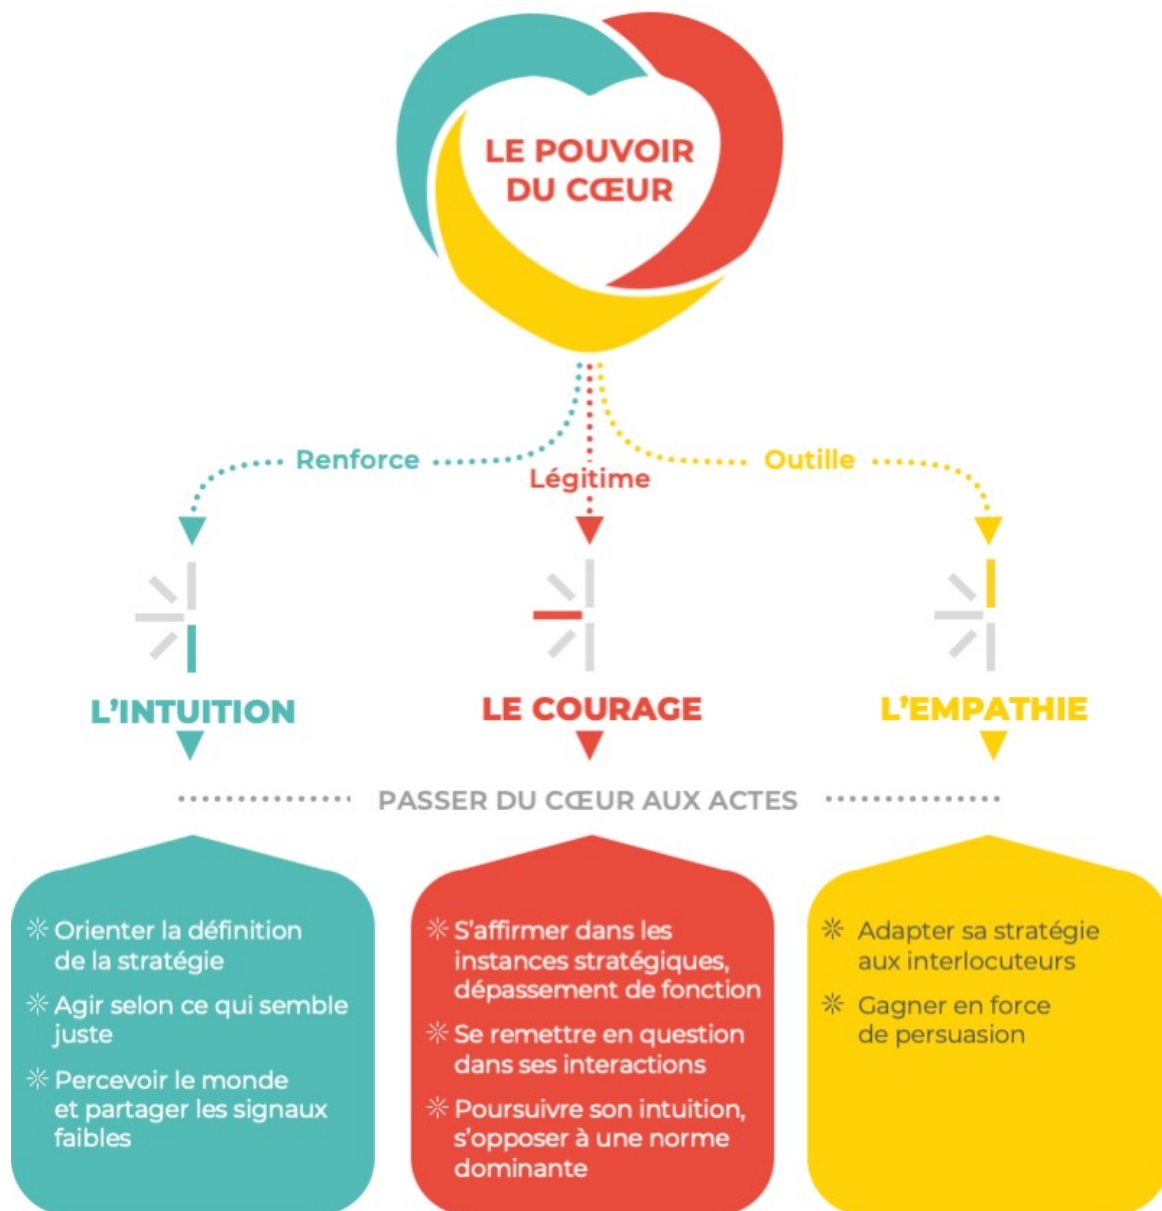 LE POUVOIR
DU CŒUR
Renforce
Légitime
Outille
L'INTUITION
LE COURAGE
L'EMPATHIE
PASSER DU CŒUR AUX ACTES
Orienter la définition
de la stratégie
Agir selon ce qui semble
juste
Percevoir le monde
et partager les signaux
faibles
S'affirmer dans les
instances stratégiques,
dépassement de fonction
Se remettre en question
dans ses interactions
Poursuivre son intuition,
s'opposer à une norme
dominante
Adapter sa stratégie
aux interlocuteurs
Gagner en force
de persuasion